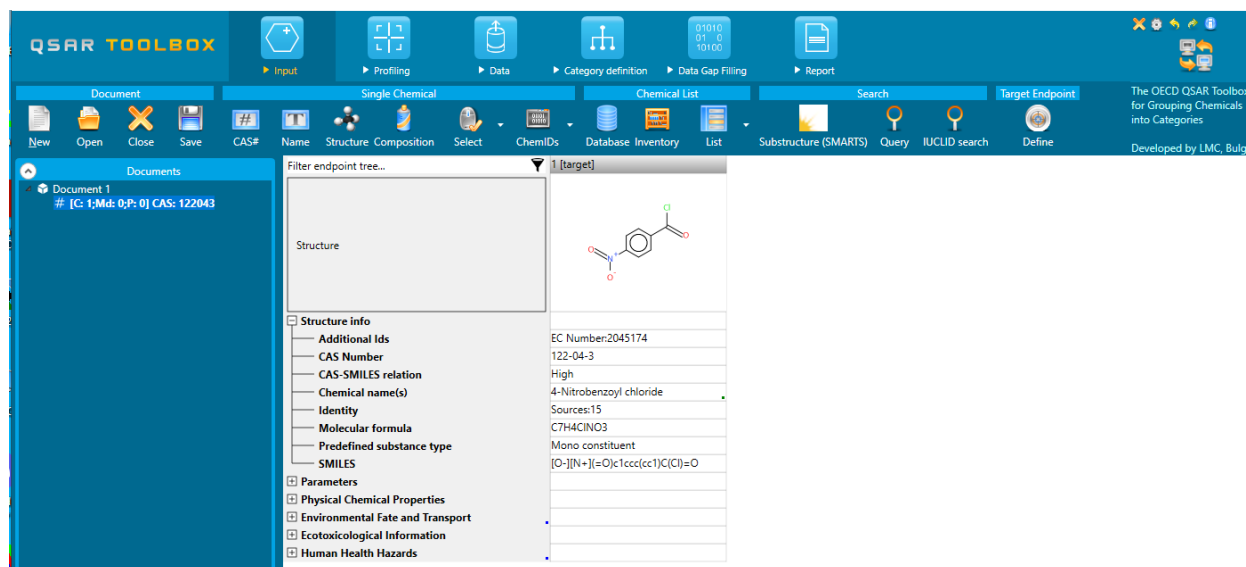 QSAR TOOLBOX
01010
01 0
10100
Input
Profiling
Data
Category definition
Data Gap Filling
Report
Document
Single Chemical
Chemical List
Search
Target Endpoint
The OECD QSAR Toolbox
for Grouping Chemicals
into Categories
Developed by LMC, Bulg
#
T
New
Open
Close
Save
CAS#
Name
Structure
Composition
Select
ChemIDs
Database
Inventory
List
Substructure (SMARTS)
Query
IUCLID search
Define
Documents
Document 1
# [C: 1;Md: 0;P: 0] CAS: 122043
Filter endpoint tree...
1 [target]
Structure
Cl
O
O
N+
O-
Structure info
Additional Ids EC Number:2045174
CAS Number 122-04-3
CAS-SMILES relation High
Chemical name(s) 4-Nitrobenzoyl chloride
Identity Sources:15
Molecular formula C7H4ClNO3
Predefined substance type Mono constituent
SMILES [O-][N+](=O)c1ccc(cc1)C(Cl)=O
Parameters
Physical Chemical Properties
Environmental Fate and Transport
Ecotoxicological Information
Human Health Hazards